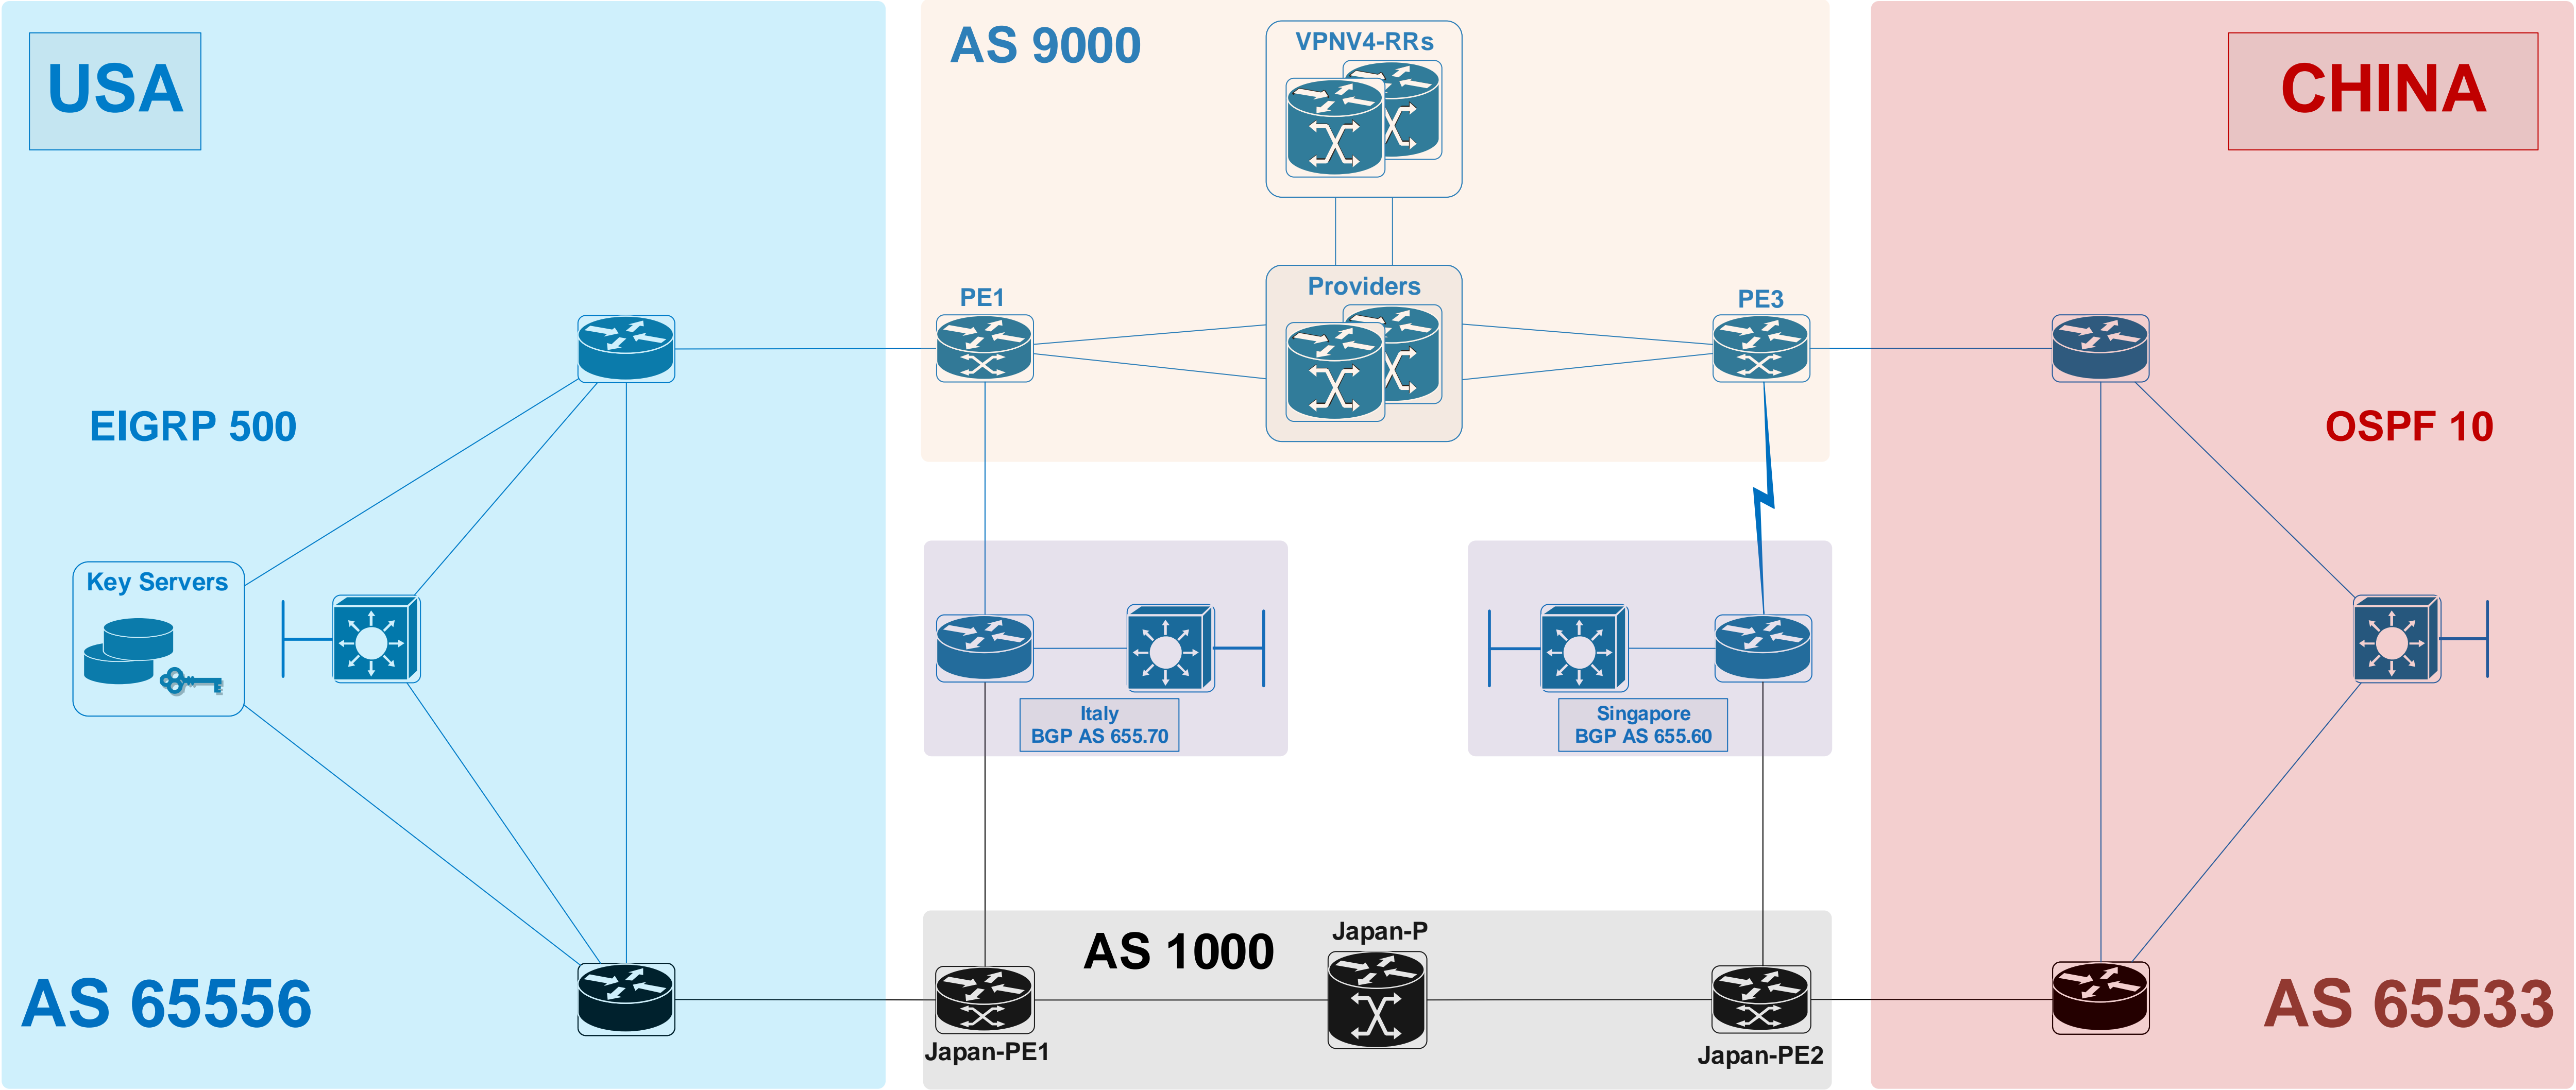 USA
AS 9000
VPNV4-RRs
CHINA
Providers
PE1
PE3
EIGRP 500
OSPF 10
Key Servers
Italy
BGP AS 655.70
Singapore
BGP AS 655.60
AS 65556
AS 1000
Japan-P
Japan-PE1
Japan-PE2
AS 65533